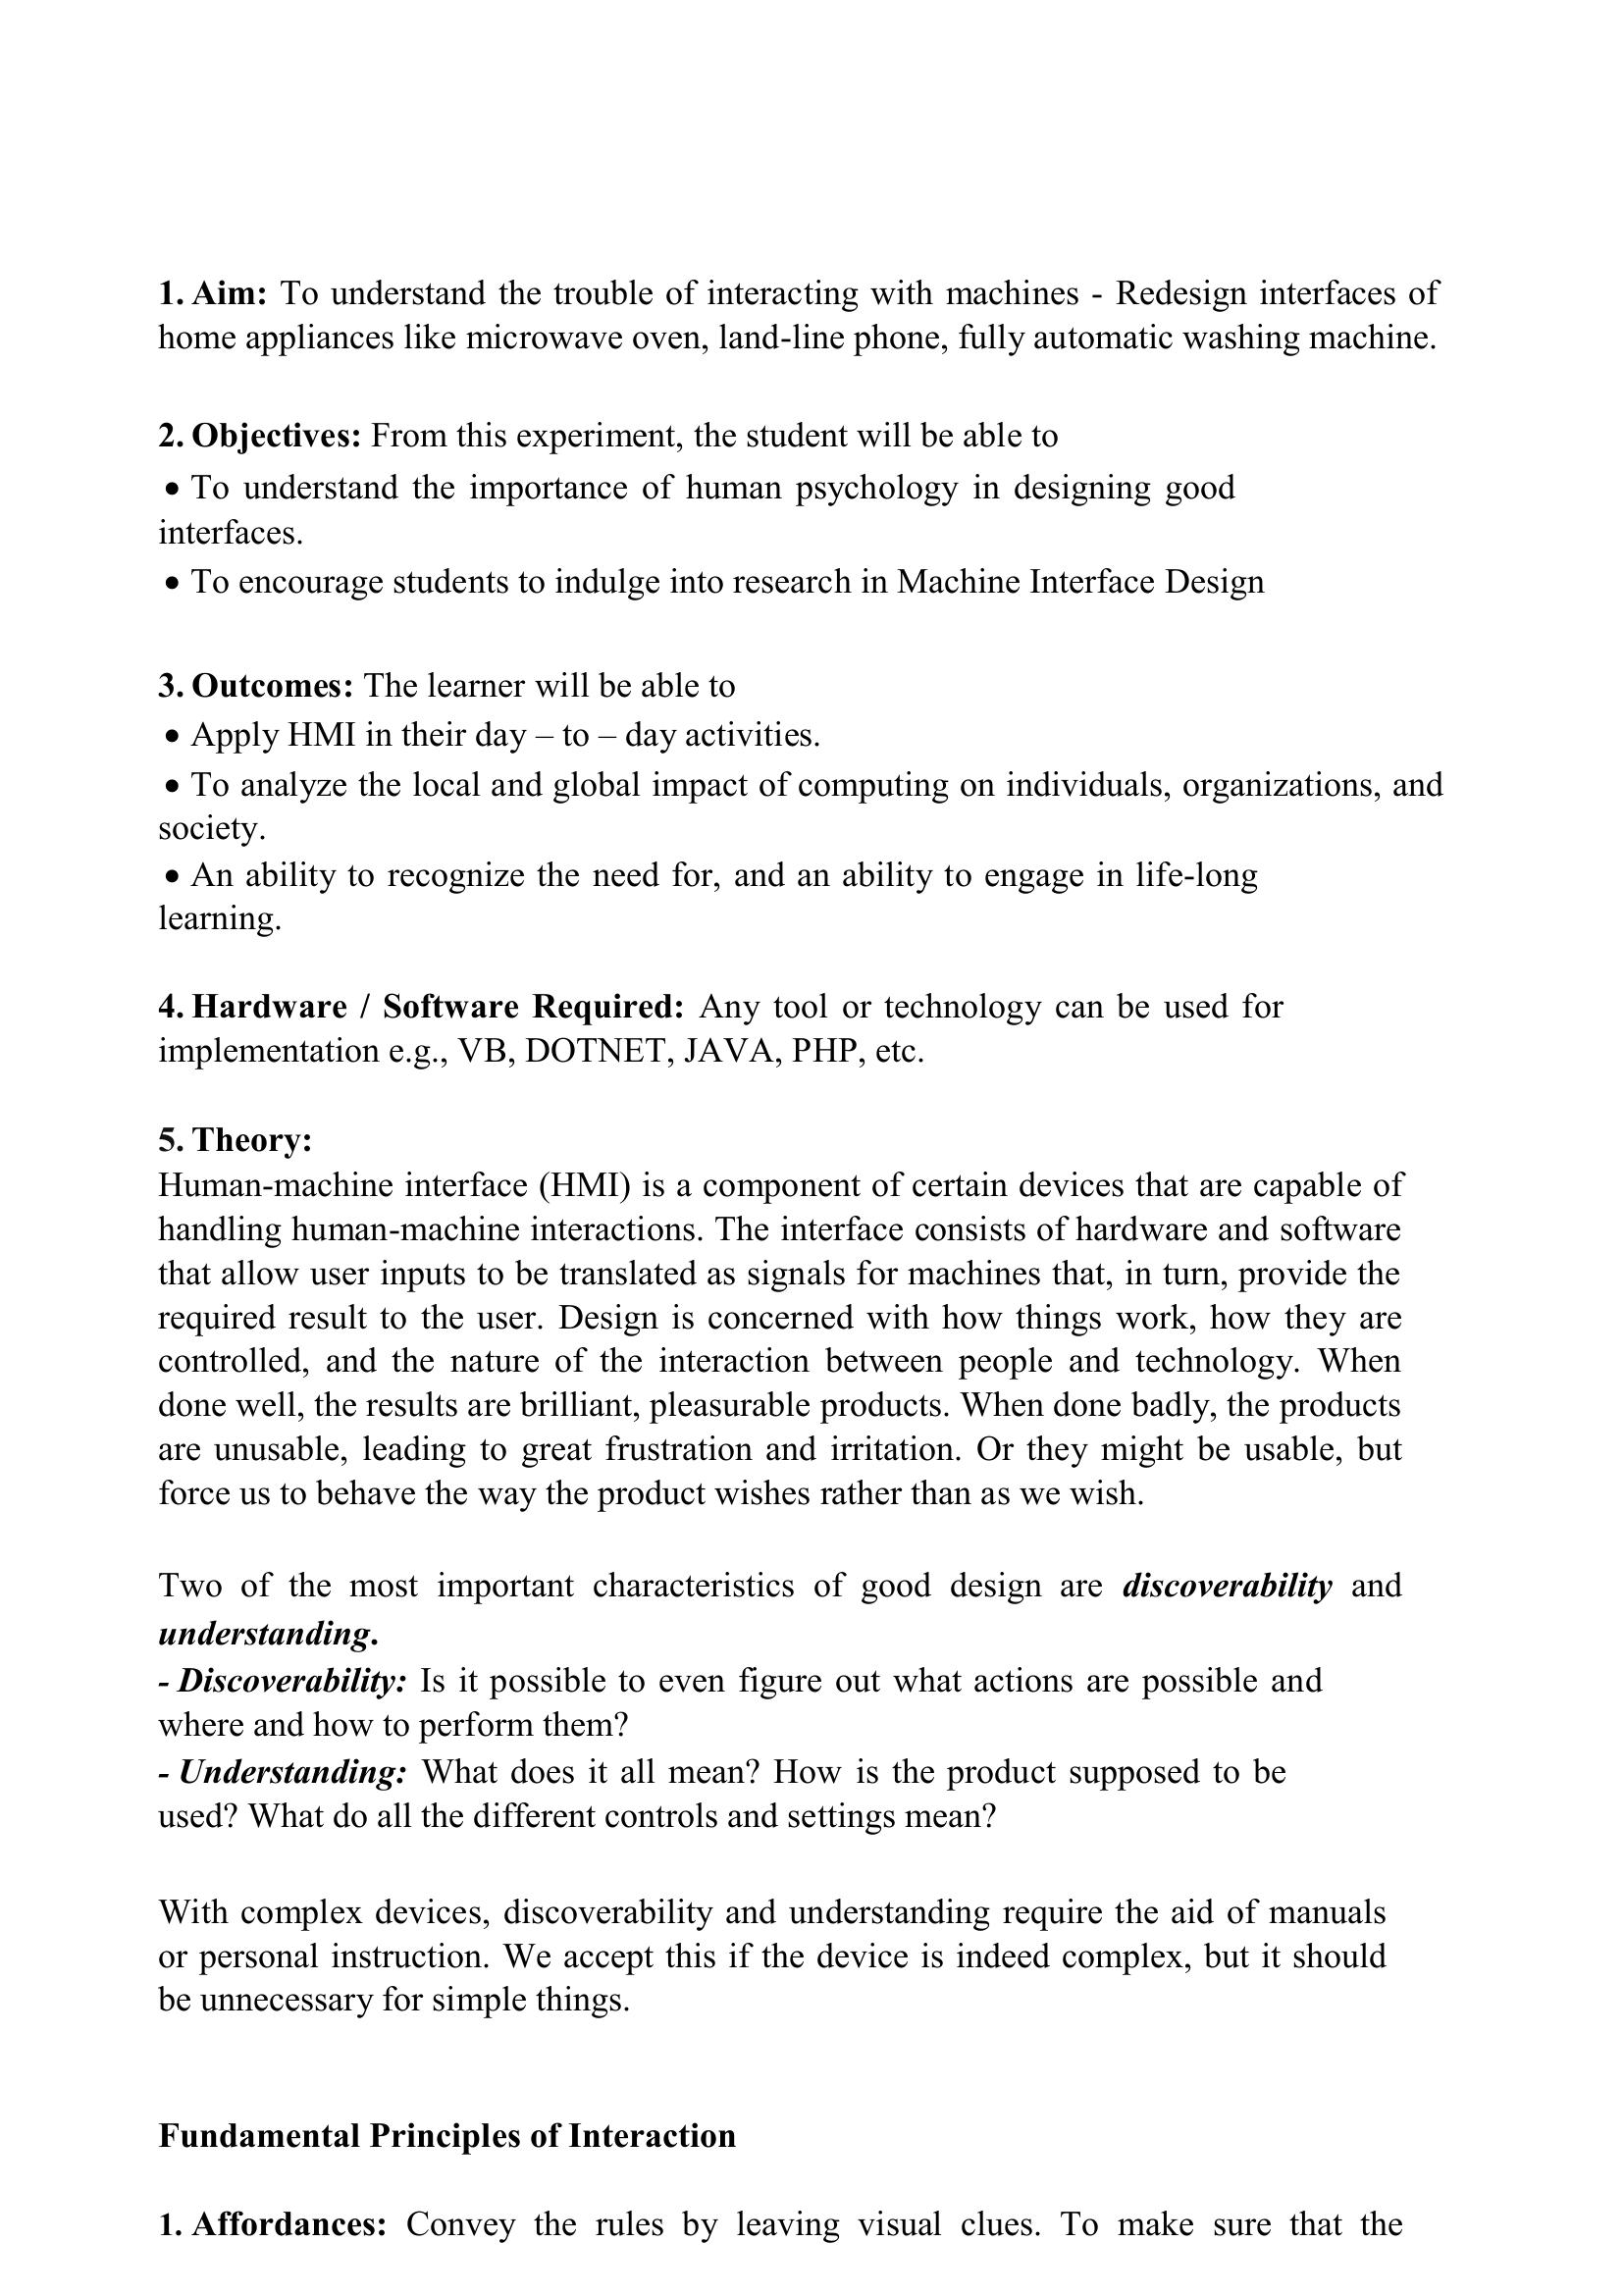 1. Aim: To understand the trouble of interacting with machines - Redesign interfaces of
home appliances like microwave oven, land-line phone, fully automatic washing machine.
2. Objectives: From this experiment, the student will be able to
• To understand the importance of human psychology in designing good
interfaces.
• To encourage students to indulge into research in Machine Interface Design
3. Outcomes: The learner will be able to
• Apply HMI in their day – to – day activities.
• To analyze the local and global impact of computing on individuals, organizations, and
society.
• An ability to recognize the need for, and an ability to engage in life-long
learning.
4. Hardware / Software Required: Any tool or technology can be used for
implementation e.g., VB, DOTNET, JAVA, PHP, etc.
5. Theory:
Human-machine interface (HMI) is a component of certain devices that are capable of
handling human-machine interactions. The interface consists of hardware and software
that allow user inputs to be translated as signals for machines that, in turn, provide the
required result to the user. Design is concerned with how things work, how they are
controlled, and the nature of the interaction between people and technology. When
done well, the results are brilliant, pleasurable products. When done badly, the products
are unusable, leading to great frustration and irritation. Or they might be usable, but
force us to behave the way the product wishes rather than as we wish.
Two of the most important characteristics of good design are discoverability and
understanding.
- Discoverability: Is it possible to even figure out what actions are possible and
where and how to perform them?
- Understanding: What does it all mean? How is the product supposed to be
used? What do all the different controls and settings mean?
With complex devices, discoverability and understanding require the aid of manuals
or personal instruction. We accept this if the device is indeed complex, but it should
be unnecessary for simple things.
Fundamental Principles of Interaction
1. Affordances: Convey the rules by leaving visual clues. To make sure that the